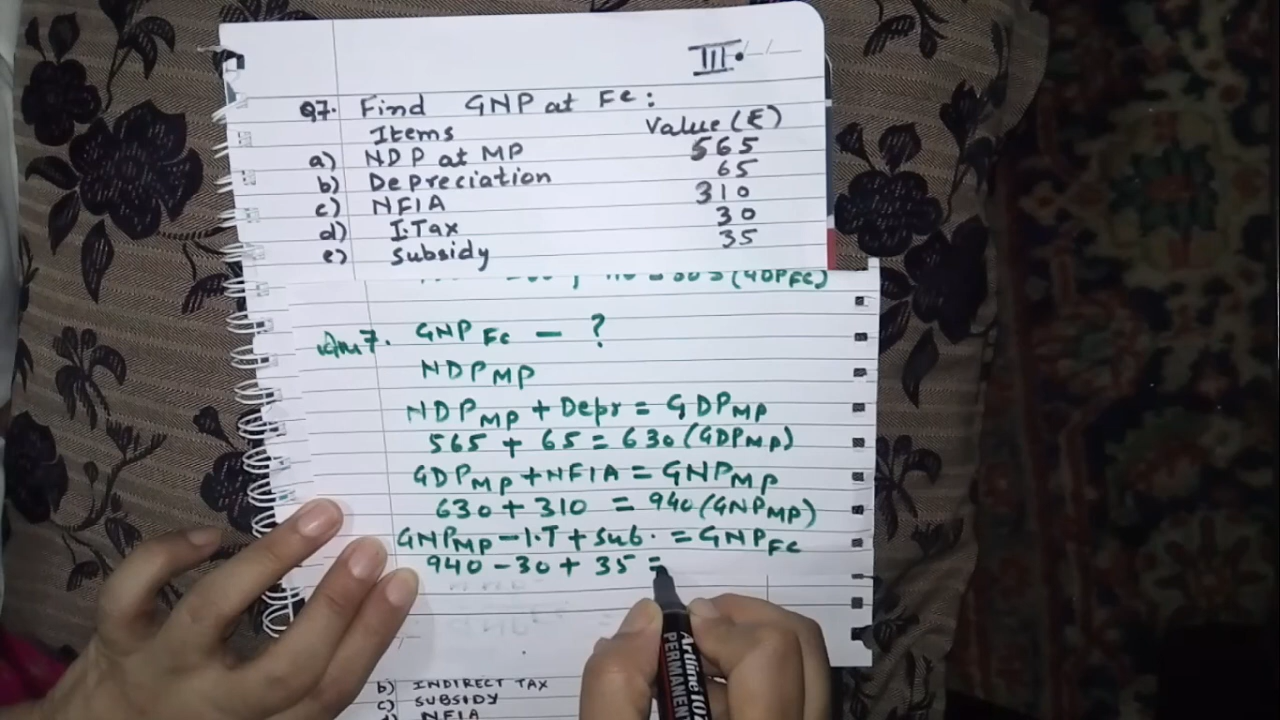 III.
Q7. Find GNP at Fc:
Items Value (₹)
a) NDP at MP 565
b) Depreciation 65
c) NFIA 310
d) I.Tax 30
e) Subsidy 35
(GDPFC)
Ans7. GNP FC – ?
NDP MP
NDP MP + Depr = GDP MP
565 + 65 = 630 (GDP MP)
GDP MP + NFIA = GNP MP
630 + 310 = 940 (GNP MP)
GNP MP – I.T + Sub. = GNP FC
940 – 30 + 35 =
Artline 107
PERMANENT
b) INDIRECT TAX
c) SUBSIDY
d) NFIA